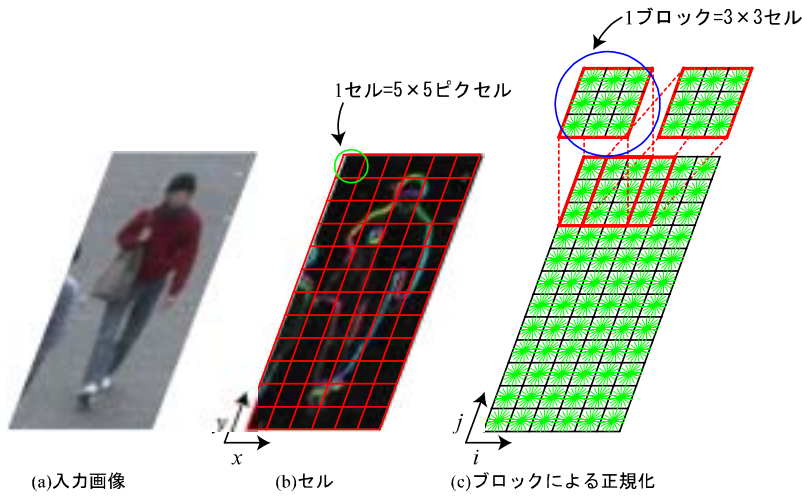 1ブロック=3×3セル
1セル=5×5ピクセル
y
x
j
i
(a)入力画像
(b)セル
(c)ブロックによる正規化